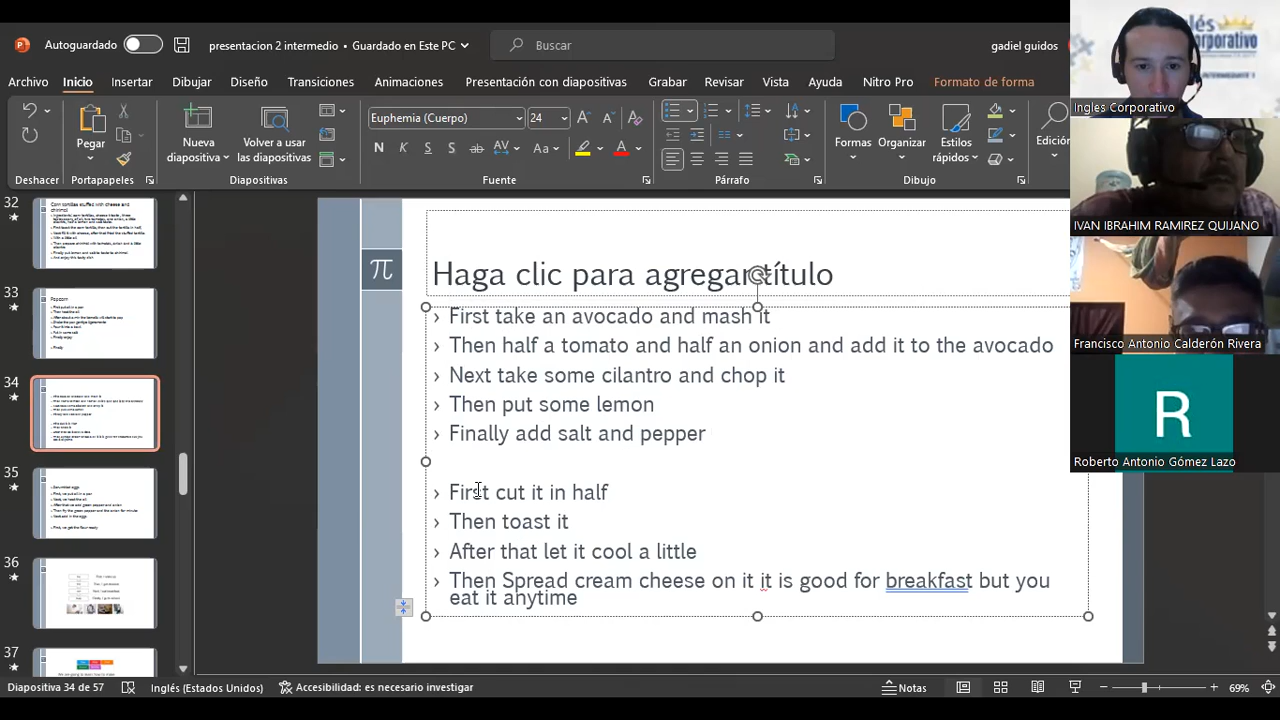 Autoguardado
presentacion 2 intermedio • Guardado en Este PC
Buscar
gadiel guidos
Archivo Inicio Insertar Dibujar Diseño Transiciones Animaciones Presentación con diapositivas Grabar Revisar Vista Ayuda Nitro Pro Formato de forma
Pegar
Nueva diapositiva
Volver a usar las diapositivas
Euphemia (Cuerpo) 24
N K S S ab AV Aa A
Formas
Organizar
Estilos rápidos
Edición
Deshacer Portapapeles Diapositivas Fuente Párrafo Dibujo
32
33
Popcorn
34
35
36
37
π
Haga clic para agregar título
› First take an avocado and mash it
› Then half a tomato and half an onion and add it to the avocado
› Next take some cilantro and chop it
› Then put some lemon
› Finally add salt and pepper
› First cut it in half
› Then toast it
› After that let it cool a little
› Then Spread cream cheese on it it is good for breakfast but you
eat it anytime
Ingles Corporativo
IVAN IBRAHIM RAMIREZ QUIJANO
Francisco Antonio Calderón Rivera
R
Roberto Antonio Gómez Lazo
Diapositiva 34 de 57
Inglés (Estados Unidos)
Accesibilidad: es necesario investigar
Notas
69%